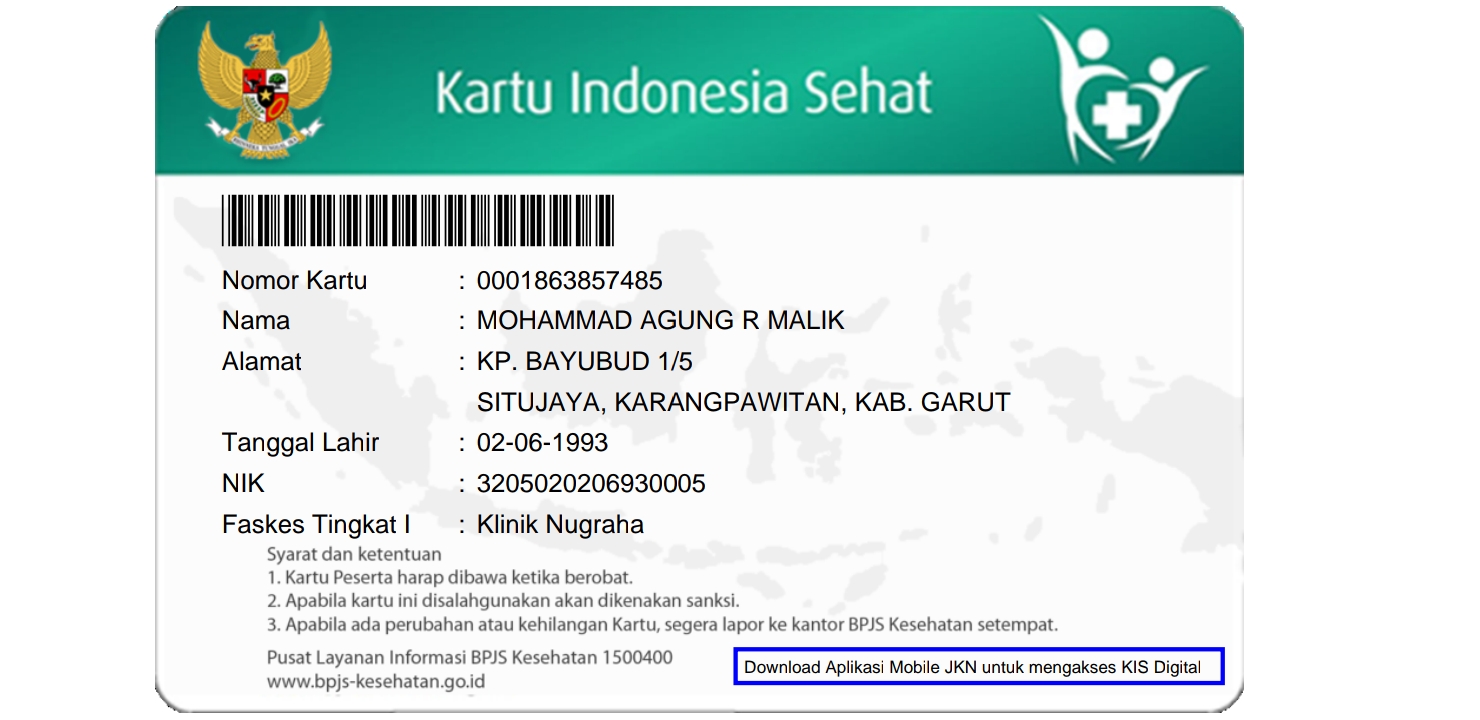 Kartu Indonesia Sehat
Nomor Kartu : 0001863857485
Nama : MOHAMMAD AGUNG R MALIK
Alamat : KP. BAYUBUD 1/5
SITUJAYA, KARANGPAWITAN, KAB. GARUT
Tanggal Lahir : 02-06-1993
NIK : 3205020206930005
Faskes Tingkat I : Klinik Nugraha
Syarat dan ketentuan
1. Kartu Peserta harap dibawa ketika berobat.
2. Apabila kartu ini disalahgunakan akan dikenakan sanksi.
3. Apabila ada perubahan atau kehilangan Kartu, segera lapor ke kantor BPJS Kesehatan setempat.
Pusat Layanan Informasi BPJS Kesehatan 1500400
www.bpjs-kesehatan.go.id
Download Aplikasi Mobile JKN untuk mengakses KIS Digital